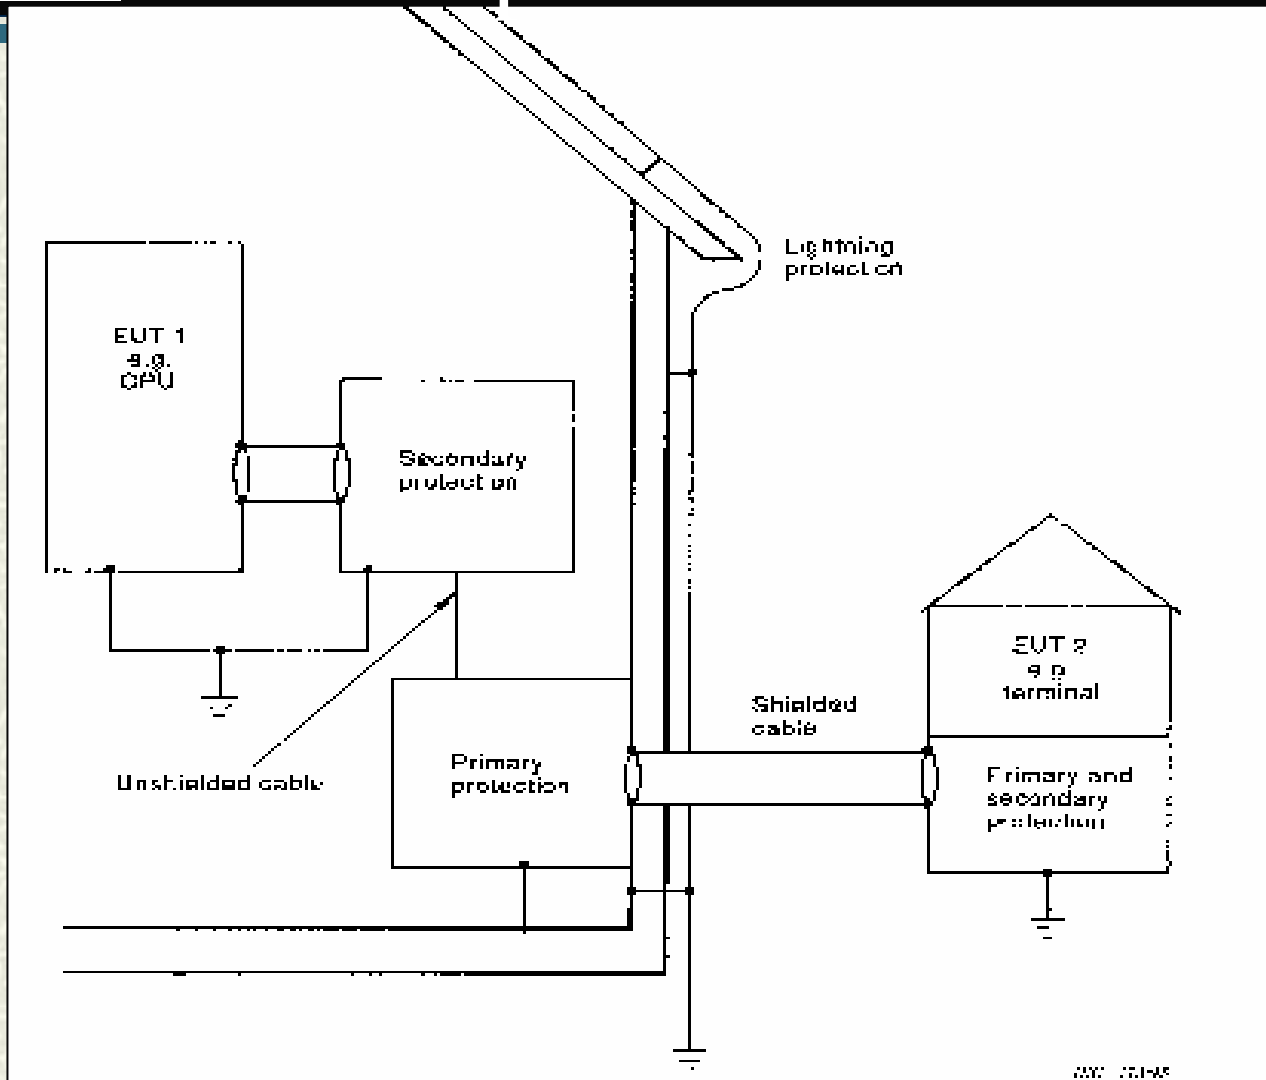 Lightning
protection
EUT 1
e.g.
CPU
Secondary
protection
EUT 2
e.g.
terminal
Shielded
cable
Unshielded cable
Primary
protection
Primary and
secondary
protection